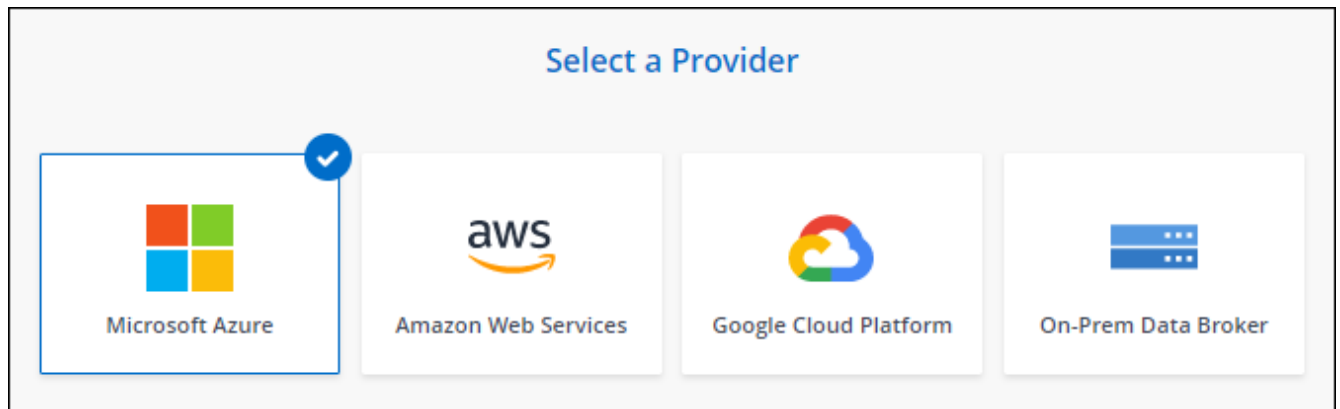 Select a Provider
aws
Microsoft Azure
Amazon Web Services
Google Cloud Platform
On-Prem Data Broker